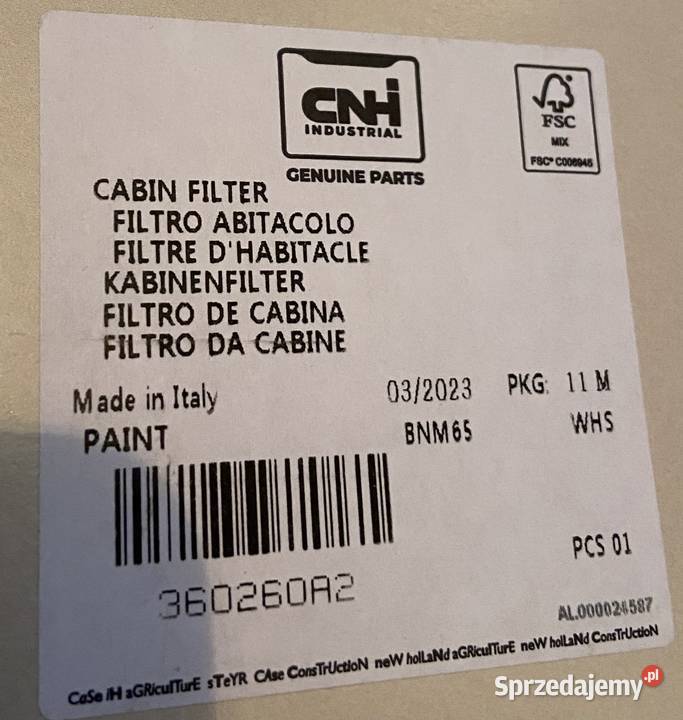 CNH
INDUSTRIAL
GENUINE PARTS
FSC
MIX
FSC® C006945
CABIN FILTER
FILTRO ABITACOLO
FILTRE D'HABITACLE
KABINENFILTER
FILTRO DE CABINA
FILTRO DA CABINE
Made in Italy 03/2023 PKG: 11 M
PAINT BNM65 WHS
PCS 01
360260A2
AL.000024587
CaSe iH aGRicuITurE sTeYR CAse ConsTrUctioN neW holLaNd aGRicuITurE neW holLaNd ConsTrUctioN
Sprzedajemy.pl